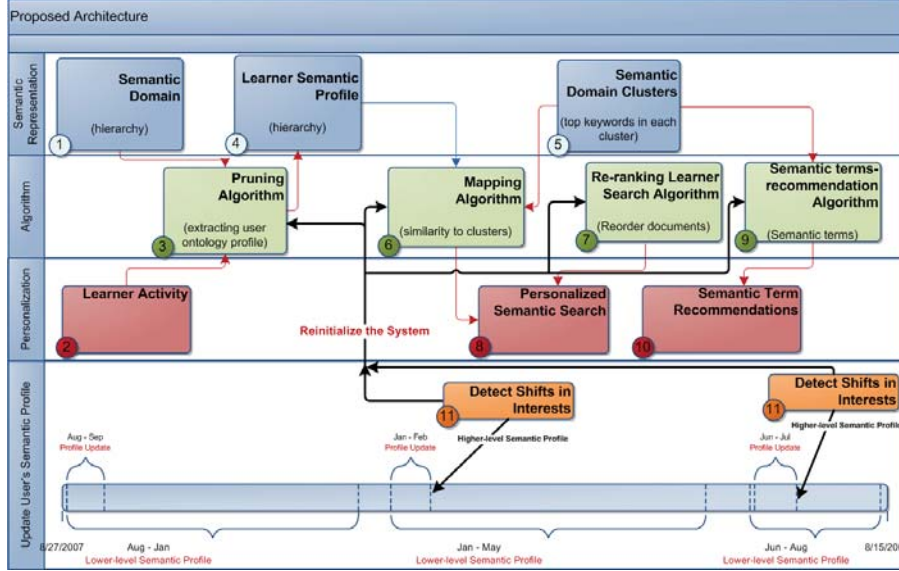 Proposed Architecture
Semantic
Representation
Semantic
Domain
(hierarchy)
1
Learner Semantic
Profile
(hierarchy)
4
Semantic
Domain Clusters
(top keywords in each
cluster)
5
Algorithm
Pruning
Algorithm
(extracting user
ontology profile)
3
Mapping
Algorithm
(similarity to clusters)
6
Re-ranking Learner
Search Algorithm
(Reorder documents)
7
Semantic terms-
recommendation
Algorithm
(Semantic terms)
9
Personalization
Learner Activity
2
Reinitialize the System
Personalized
Semantic Search
8
Semantic Term
Recommendations
10
Update User's Semantic Profile
Detect Shifts in
Interests
11
Higher-level Semantic Profile
Detect Shifts in
Interests
11
Higher-level Semantic Profile
Aug - Sep
Profile Update
Jan - Feb
Profile Update
Jun - Jul
Profile Update
8/27/2007
Aug - Jan
Lower-level Semantic Profile
Jan - May
Lower-level Semantic Profile
Jun - Aug
Lower-level Semantic Profile